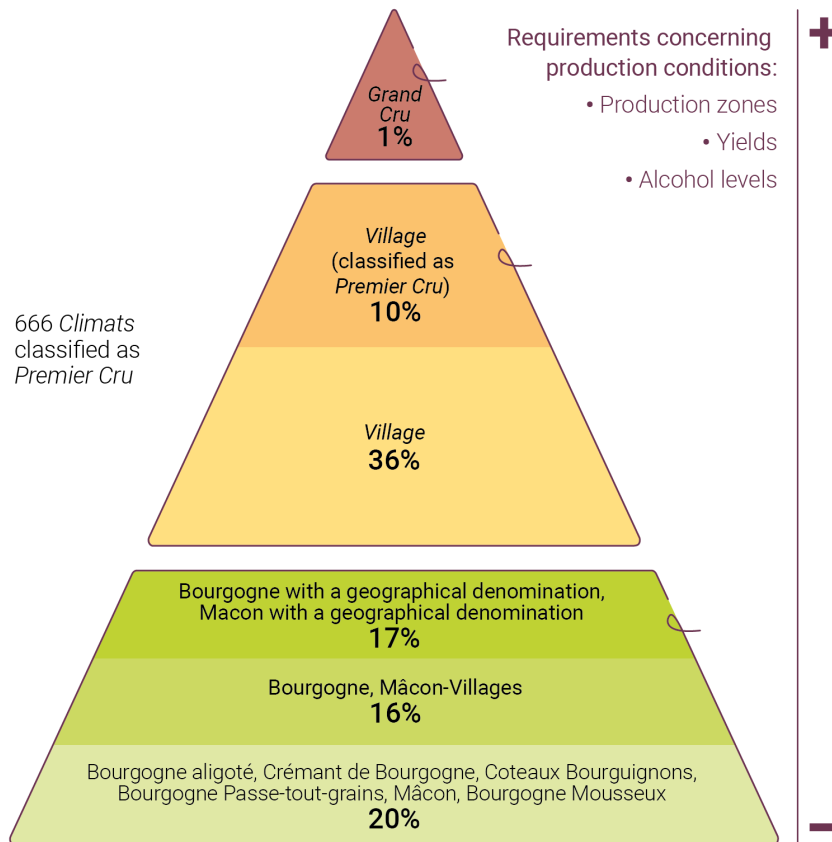 Requirements concerning
production conditions:
• Production zones
• Yields
• Alcohol levels
+
Grand
Cru
1%
Village
(classified as
Premier Cru)
10%
666 Climats
classified as
Premier Cru
Village
36%
Bourgogne with a geographical denomination,
Macon with a geographical denomination
17%
Bourgogne, Mâcon-Villages
16%
Bourgogne aligoté, Crémant de Bourgogne, Coteaux Bourguignons,
Bourgogne Passe-tout-grains, Mâcon, Bourgogne Mousseux
20%
−